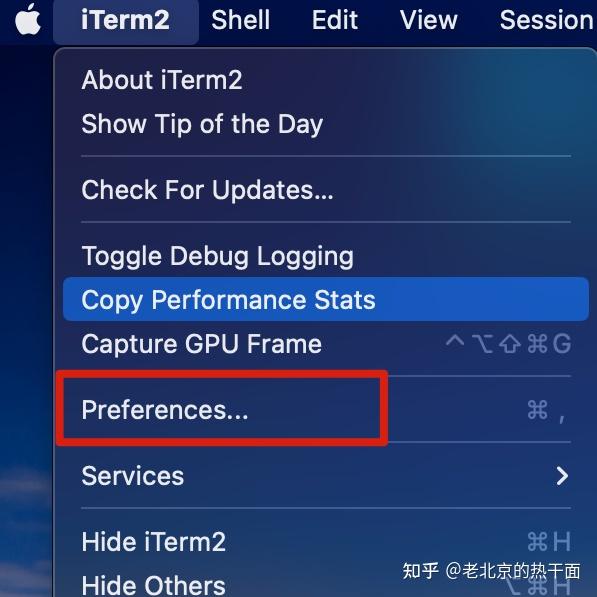 iTerm2 Shell Edit View Session
About iTerm2
Show Tip of the Day
Check For Updates...
Toggle Debug Logging
Copy Performance Stats
Capture GPU Frame ^⌥⇧⌘G
Preferences... ⌘,
Services >
Hide iTerm2 ⌘H
Hide Others ⌥⌘H
知乎 @老北京的热干面